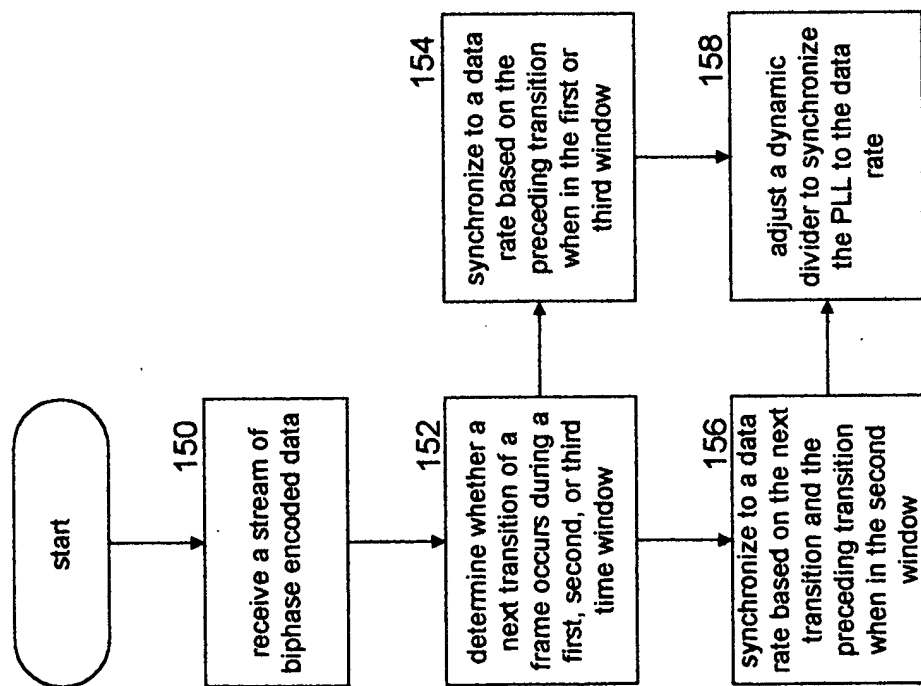 start
150
receive a stream of
biphase encoded data
152
determine whether a
next transition of a
frame occurs during a
first, second, or third
time window
154
synchronize to a data
rate based on the
preceding transition
when in the first or
third window
156
synchronize to a data
rate based on the next
transition and the
preceding transition
when in the second
window
158
adjust a dynamic
divider to synchronize
the PLL to the data
rate